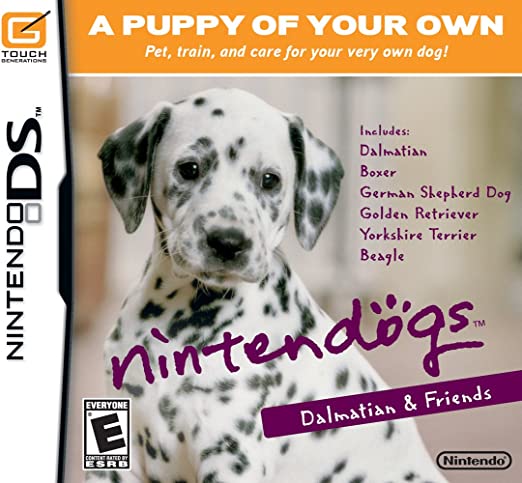 TOUCH
GENERATIONS
A PUPPY OF YOUR OWN
Pet, train, and care for your very own dog!
NINTENDO DS™
Includes:
Dalmatian
Boxer
German Shepherd Dog
Golden Retriever
Yorkshire Terrier
Beagle
nintendogs™
Dalmatian & Friends
EVERYONE
E
CONTENT RATED BY
ESRB
Nintendo